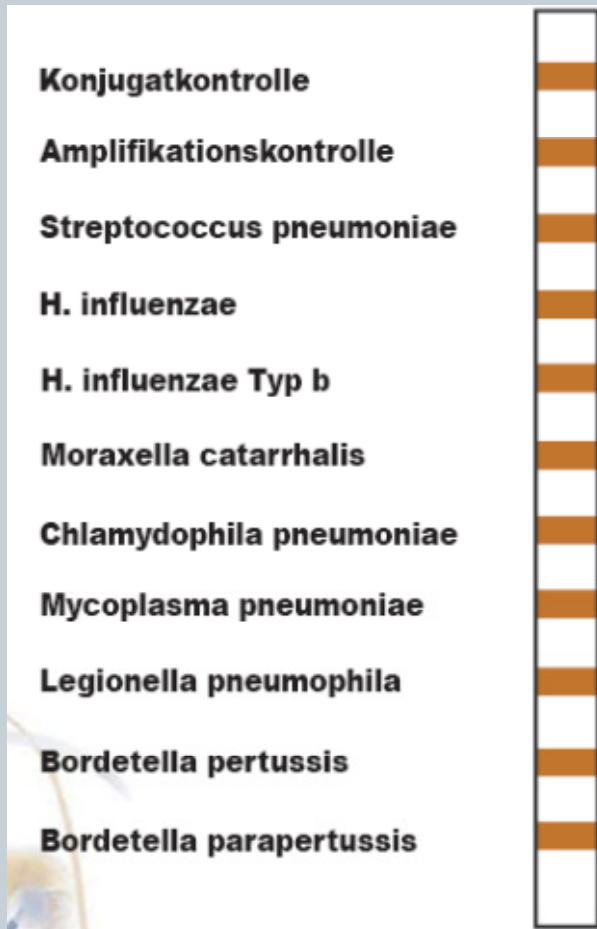 Konjugatkontrolle
Amplifikationskontrolle
Streptococcus pneumoniae
H. influenzae
H. influenzae Typ b
Moraxella catarrhalis
Chlamydophila pneumoniae
Mycoplasma pneumoniae
Legionella pneumophila
Bordetella pertussis
Bordetella parapertussis